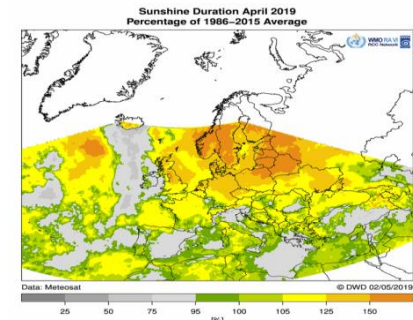 Sunshine Duration April 2019
Percentage of 1986–2015 Average
WMO RA VI
RCC Network
Data: Meteosat
© DWD 02/05/2019
25 50 75 95 100 105 125 150